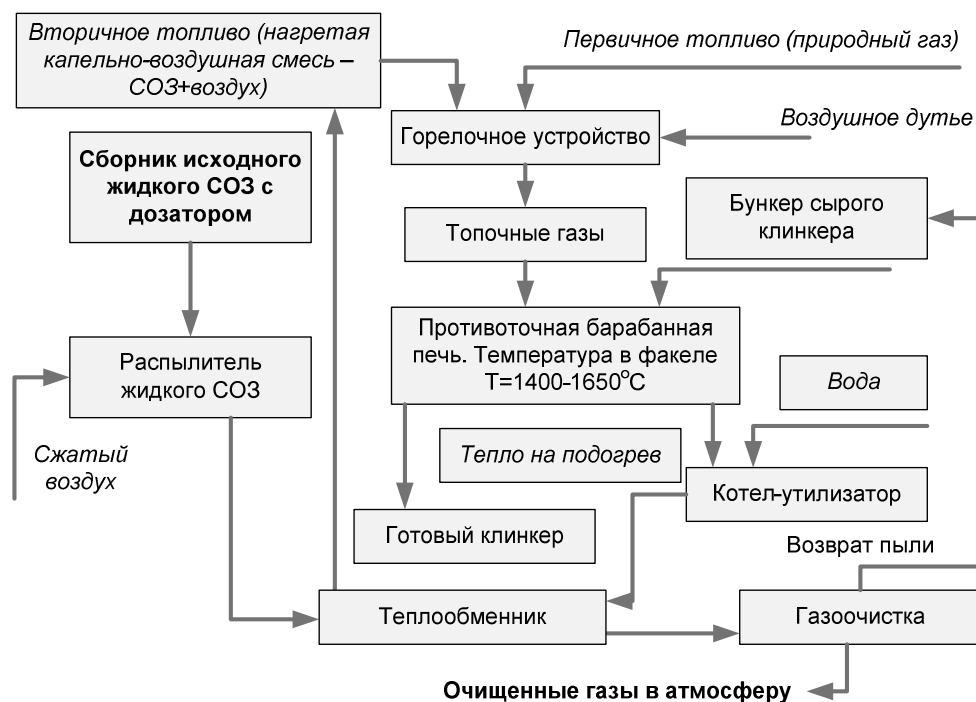 Вторичное топливо (нагретая
капельно-воздушная смесь –
СОЗ+воздух)
Первичное топливо (природный газ)
Горелочное устройство
Воздушное дутье
Сборник исходного
жидкого СОЗ с
дозатором
Бункер сырого
клинкера
Топочные газы
Противоточная барабанная
печь. Температура в факеле
T=1400-1650°C
Распылитель
жидкого СОЗ
Вода
Сжатый
воздух
Тепло на подогрев
Котел-утилизатор
Готовый клинкер
Возврат пыли
Теплообменник
Газоочистка
Очищенные газы в атмосферу